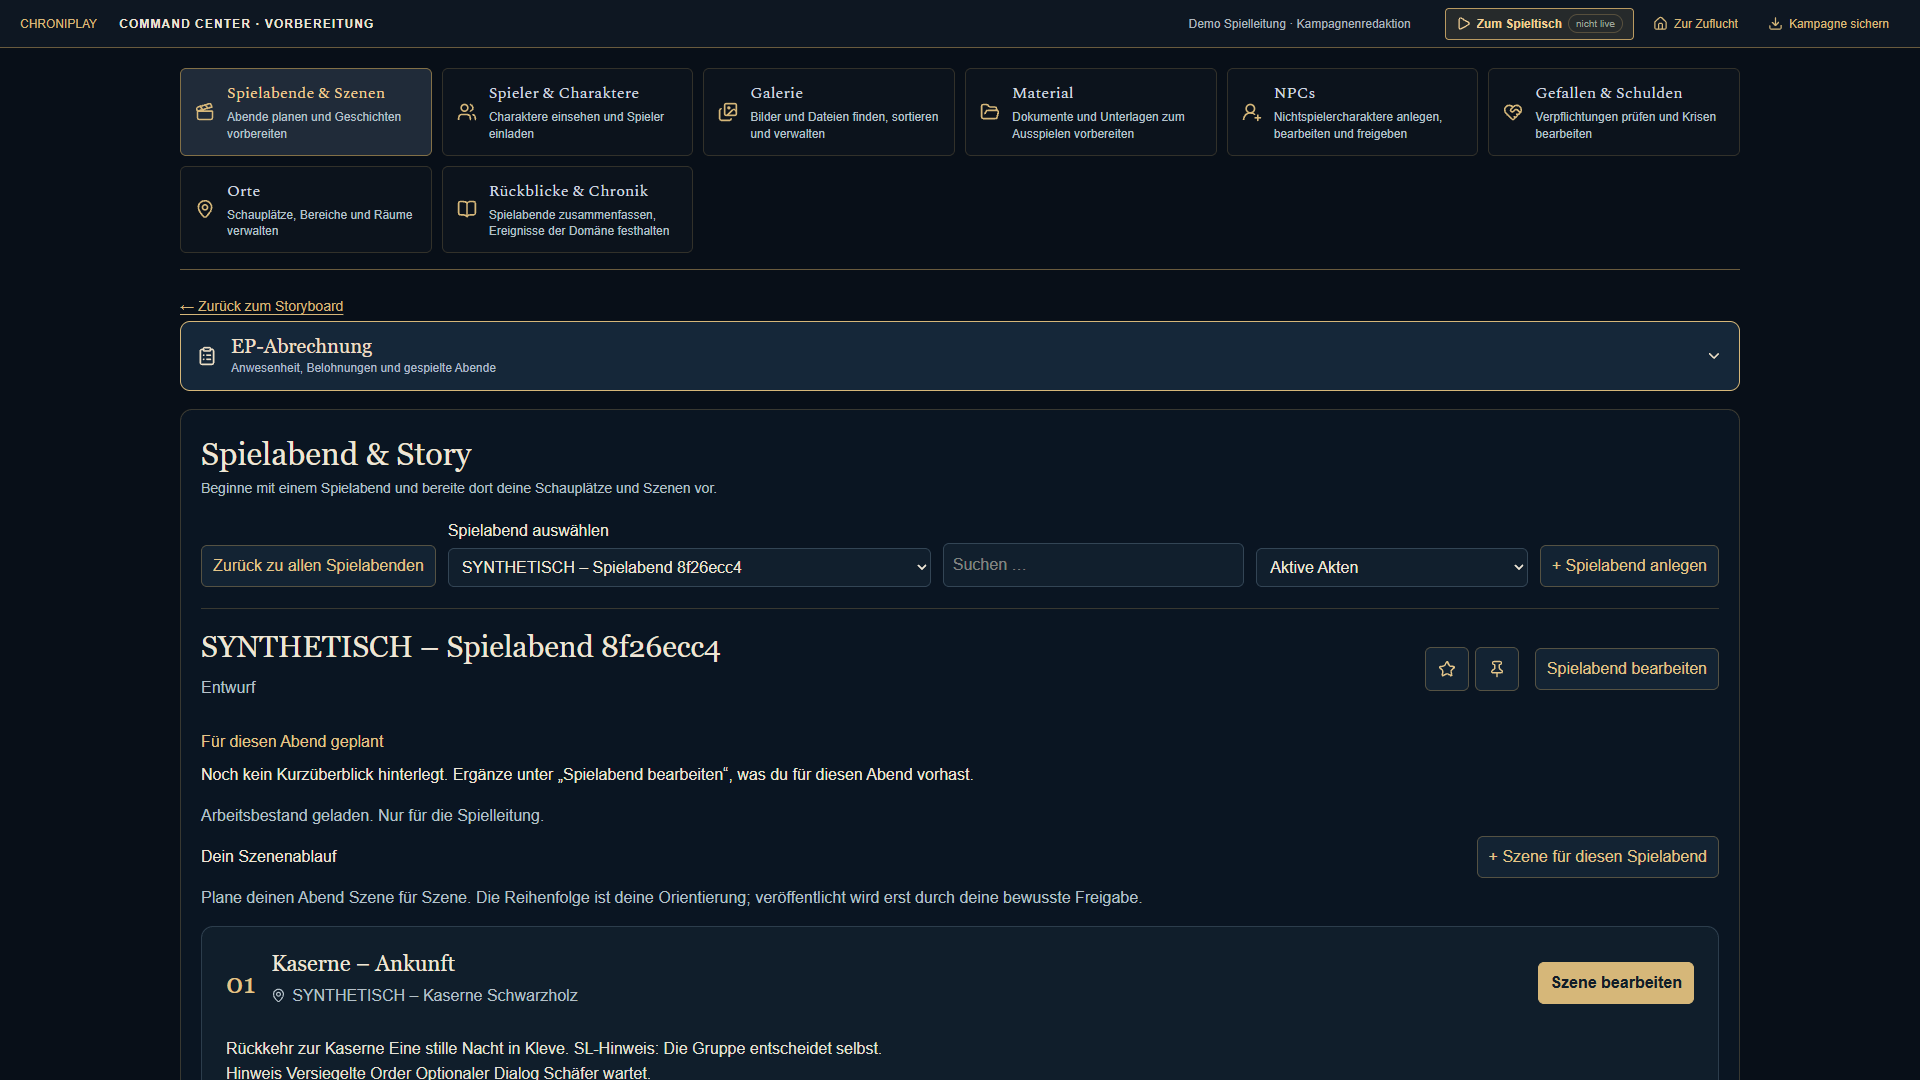 CHRONIPLAY
COMMAND CENTER · VORBEREITUNG
Demo Spielleitung · Kampagnenredaktion
Zum Spieltisch
nicht live
Zur Zuflucht
Kampagne sichern
Spielabende & Szenen
Abende planen und Geschichten
vorbereiten
Spieler & Charaktere
Charaktere einsehen und Spieler
einladen
Galerie
Bilder und Dateien finden, sortieren
und verwalten
Material
Dokumente und Unterlagen zum
Ausspielen vorbereiten
NPCs
Nichtspielercharaktere anlegen,
bearbeiten und freigeben
Gefallen & Schulden
Verpflichtungen prüfen und Krisen
bearbeiten
Orte
Schauplätze, Bereiche und Räume
verwalten
Rückblicke & Chronik
Spielabende zusammenfassen,
Ereignisse der Domäne festhalten
← Zurück zum Storyboard
EP-Abrechnung
Anwesenheit, Belohnungen und gespielte Abende
Spielabend & Story
Beginne mit einem Spielabend und bereite dort deine Schauplätze und Szenen vor.
Spielabend auswählen
Zurück zu allen Spielabenden
SYNTHETISCH – Spielabend 8f26ecc4
Suchen …
Aktive Akten
+ Spielabend anlegen
SYNTHETISCH – Spielabend 8f26ecc4
Entwurf
Spielabend bearbeiten
Für diesen Abend geplant
Noch kein Kurzüberblick hinterlegt. Ergänze unter „Spielabend bearbeiten“, was du für diesen Abend vorhast.
Arbeitsbestand geladen. Nur für die Spielleitung.
Dein Szenenablauf
+ Szene für diesen Spielabend
Plane deinen Abend Szene für Szene. Die Reihenfolge ist deine Orientierung; veröffentlicht wird erst durch deine bewusste Freigabe.
01
Kaserne – Ankunft
SYNTHETISCH – Kaserne Schwarzholz
Szene bearbeiten
Rückkehr zur Kaserne Eine stille Nacht in Kleve. SL-Hinweis: Die Gruppe entscheidet selbst.
Hinweis Versiegelte Order Optionaler Dialog Schäfer wartet.